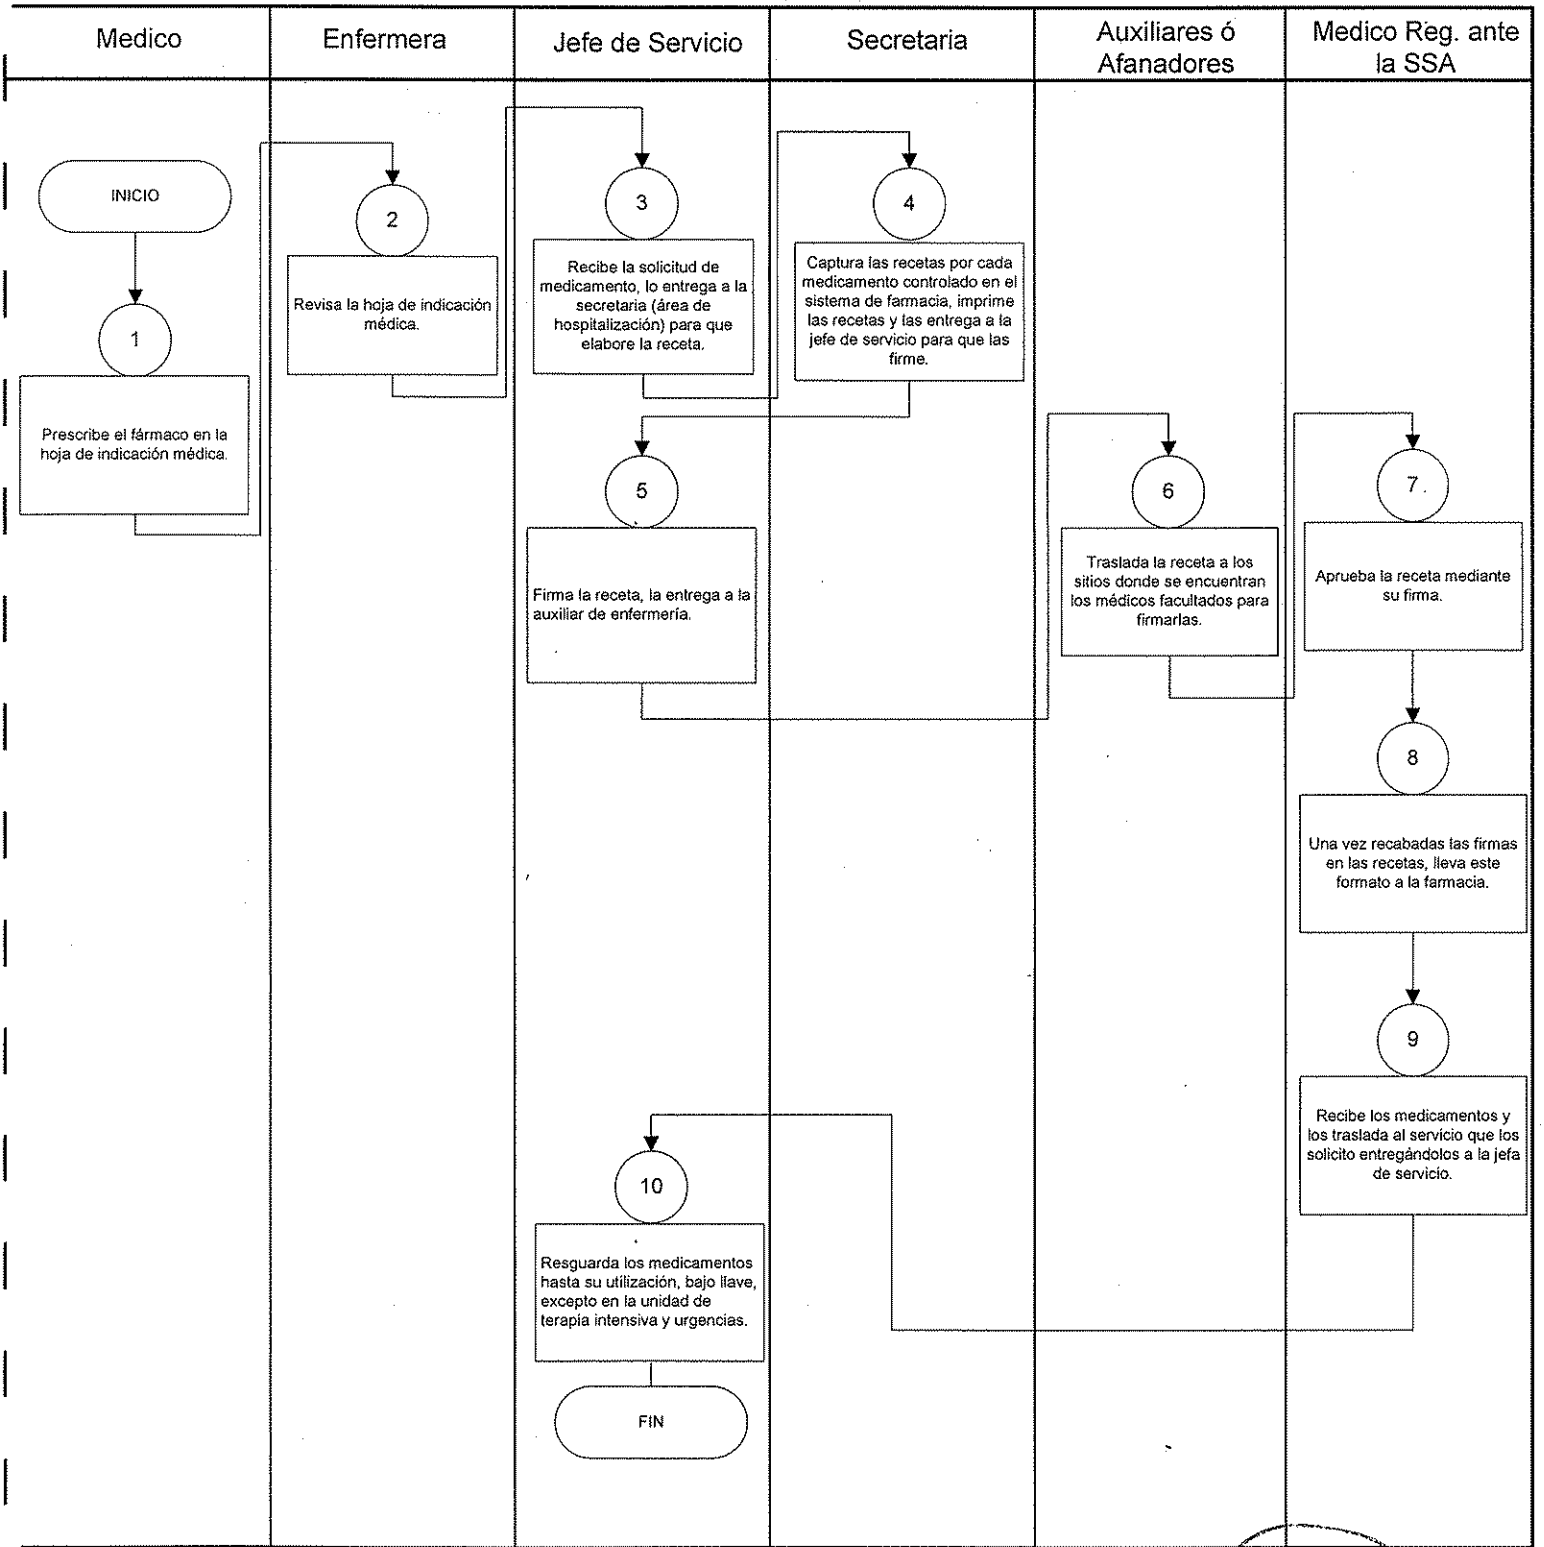 Medico
Enfermera
Jefe de Servicio
Secretaria
Auxiliares ó
Afanadores
Medico Reg. ante
la SSA
INICIO
1
Prescribe el fármaco en la
hoja de indicación médica.
2
Revisa la hoja de indicación
médica.
3
Recibe la solicitud de
medicamento, lo entrega a la
secretaria (área de
hospitalización) para que
elabore la receta.
4
Captura las recetas por cada
medicamento controlado en el
sistema de farmacia, imprime
las recetas y las entrega a la
jefe de servicio para que las
firme.
5
Firma la receta, la entrega a la
auxiliar de enfermería.
6
Traslada la receta a los
sitios donde se encuentran
los médicos facultados para
firmarlas.
7
Aprueba la receta mediante
su firma.
8
Una vez recabadas las firmas
en las recetas, lleva este
formato a la farmacia.
9
Recibe los medicamentos y
los traslada al servicio que los
solicito entregándolos a la jefa
de servicio.
10
Resguarda los medicamentos
hasta su utilización, bajo llave,
excepto en la unidad de
terapia intensiva y urgencias.
FIN